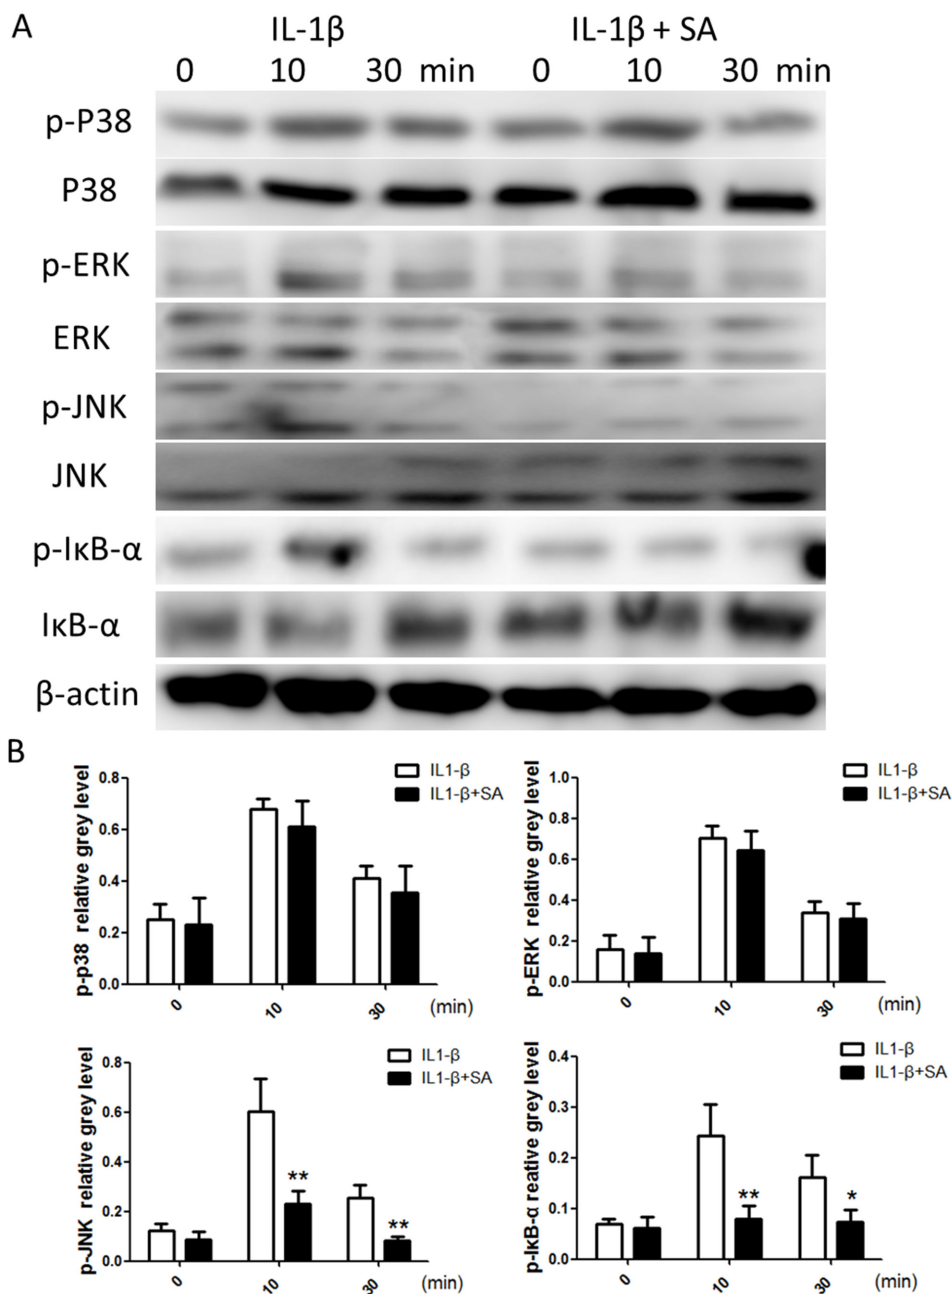 A
IL-1β
IL-1β + SA
0 10 30 min 0 10 30 min
p-P38
P38
p-ERK
ERK
p-JNK
JNK
p-IκB-α
IκB-α
β-actin
B
p-p38 relative grey level
0.8
0.6
0.4
0.2
0.0
0 10 30 (min)
IL1-β
IL1-β+SA
p-ERK relative grey level
1.0
0.8
0.6
0.4
0.2
0.0
0 10 30 (min)
IL1-β
IL1-β+SA
p-JNK relative grey level
0.8
0.6
0.4
0.2
0.0
**
**
0 10 30 (min)
IL1-β
IL1-β+SA
p-IκB-α reative grey level
0.4
0.3
0.2
0.1
0.0
**
*
0 10 30 (min)
IL1-β
IL1-β+SA